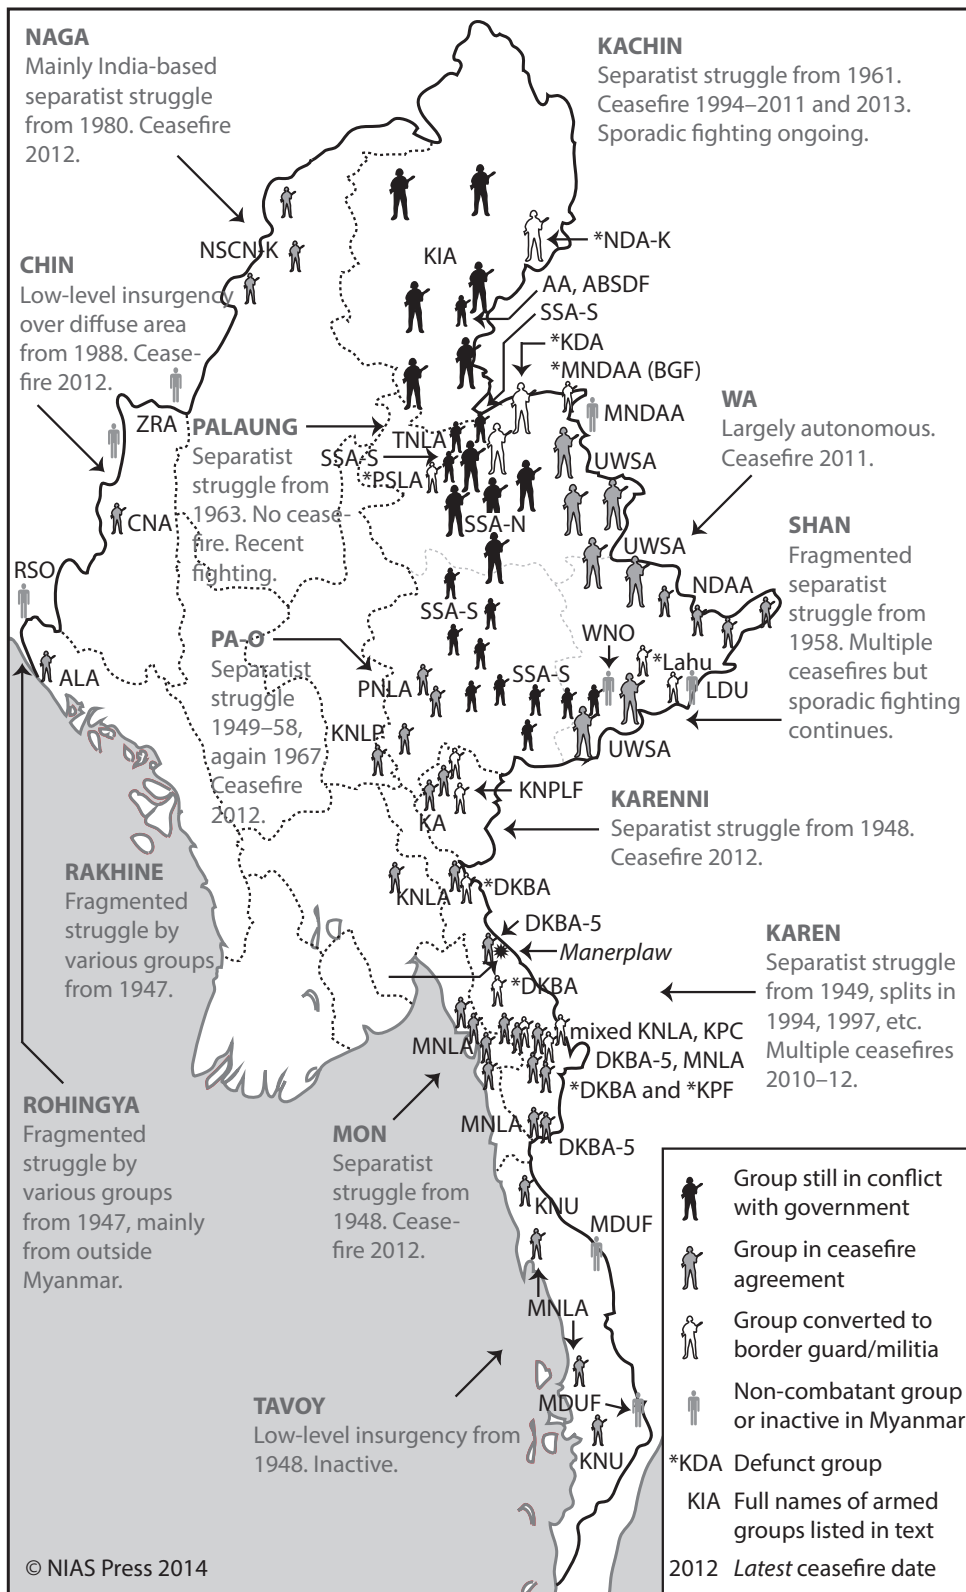 NAGA
Mainly India-based
separatist struggle
from 1980. Ceasefire
2012.
KACHIN
Separatist struggle from 1961.
Ceasefire 1994–2011 and 2013.
Sporadic fighting ongoing.
NSCN-K
KIA
*NDA-K
AA, ABSDF
SSA-S
*KDA
*MNDAA (BGF)
MNDAA
CHIN
Low-level insurgency
over diffuse area
from 1988. Cease-
fire 2012.
ZRA
CNA
PALAUNG
Separatist
struggle from
1963. No cease-
fire. Recent
fighting.
TNLA
SSA-S
*PSLA
SSA-N
UWSA
WA
Largely autonomous.
Ceasefire 2011.
UWSA
NDAA
SHAN
Fragmented
separatist
struggle from
1958. Multiple
ceasefires but
sporadic fighting
continues.
RSO
ALA
SSA-S
WNO
*Lahu
LDU
SSA-S
UWSA
PA-O
Separatist
struggle
1949–58,
again 1967
Ceasefire
2012.
PNLA
KNLP
KNPLF
KA
KARENNI
Separatist struggle from 1948.
Ceasefire 2012.
RAKHINE
Fragmented
struggle by
various groups
from 1947.
KNLA
*DKBA
DKBA-5
Manerplaw
*DKBA
KAREN
Separatist struggle
from 1949, splits in
1994, 1997, etc.
Multiple ceasefires
2010–12.
mixed KNLA, KPC
DKBA-5, MNLA
*DKBA and *KPF
MNLA
MNLA
DKBA-5
ROHINGYA
Fragmented
struggle by
various groups
from 1947, mainly
from outside
Myanmar.
MON
Separatist
struggle from
1948. Cease-
fire 2012.
KNU
MDUF
MNLA
MDUF
KNU
TAVOY
Low-level insurgency from
1948. Inactive.
Group still in conflict
with government
Group in ceasefire
agreement
Group converted to
border guard/militia
Non-combatant group
or inactive in Myanmar
*KDA Defunct group
KIA Full names of armed
groups listed in text
2012 Latest ceasefire date
© NIAS Press 2014